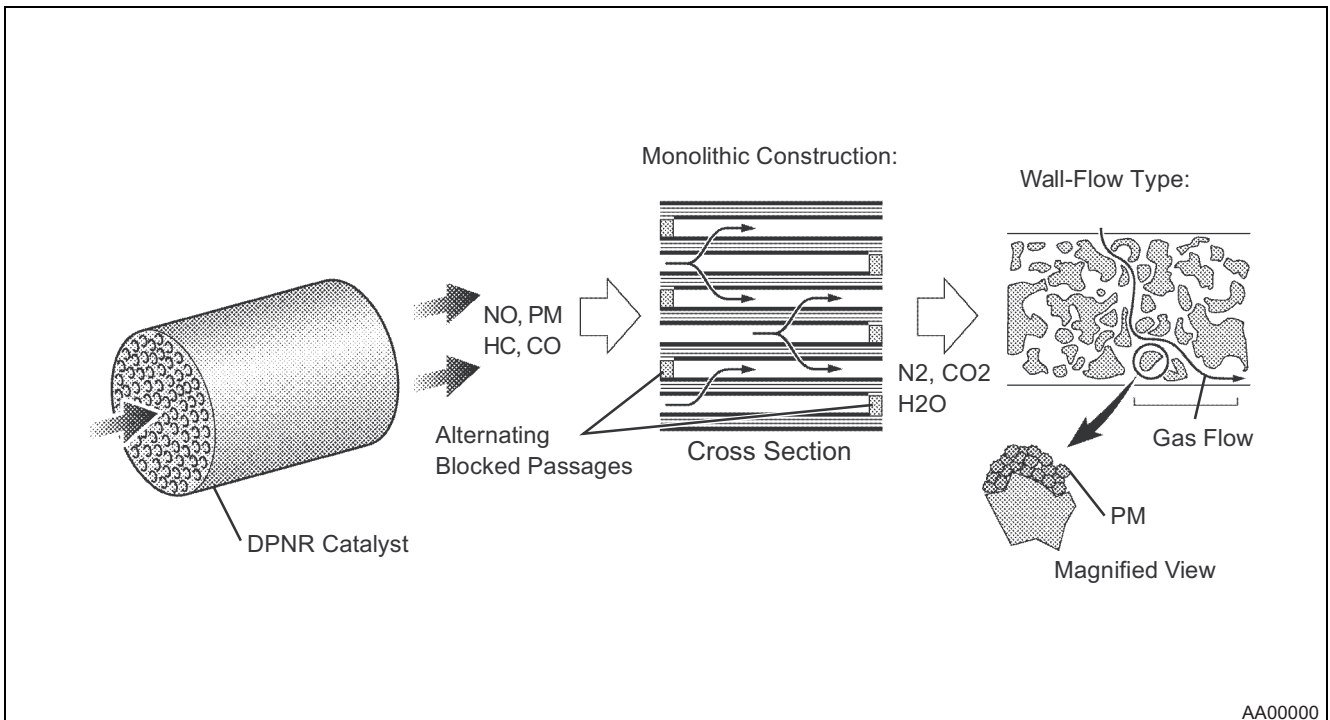 Monolithic Construction:
Wall-Flow Type:
NO, PM
HC, CO
N2, CO2
H2O
Alternating
Blocked Passages
Cross Section
Gas Flow
DPNR Catalyst
PM
Magnified View
AA00000